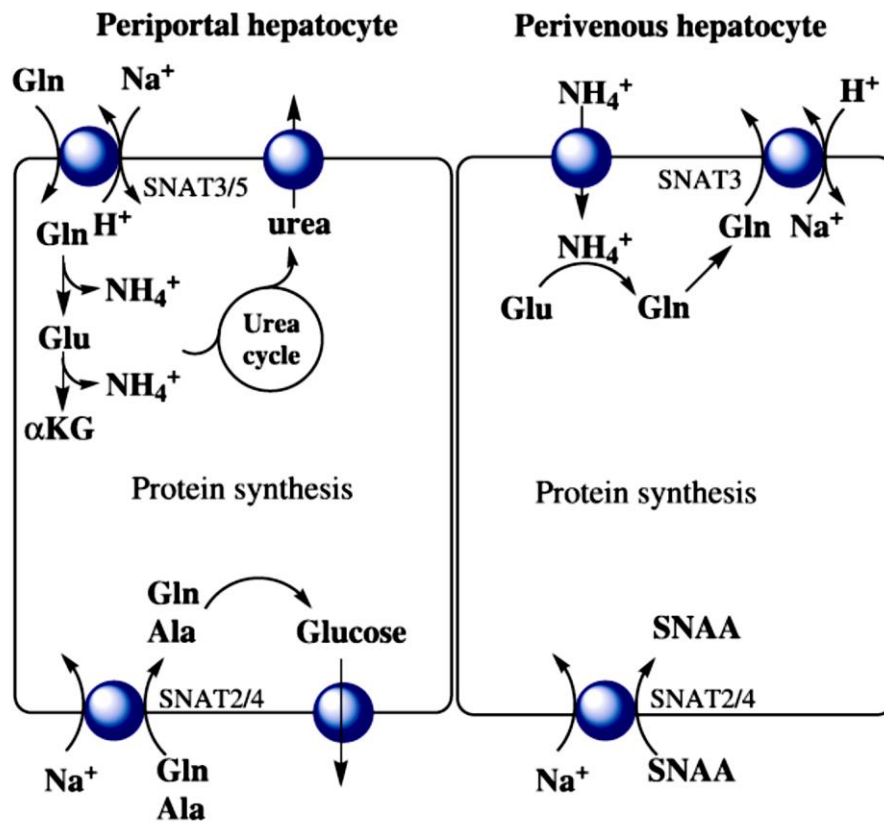 Periportal hepatocyte
Gln Na⁺
SNAT3/5
Gln H⁺
urea
NH₄⁺
Glu
NH₄⁺
Urea
cycle
αKG
Protein synthesis
Gln
Ala
Glucose
SNAT2/4
Na⁺
Gln
Ala
Perivenous hepatocyte
NH₄⁺
H⁺
SNAT3
Gln Na⁺
NH₄⁺
Glu
Gln
Protein synthesis
SNAA
SNAT2/4
Na⁺
SNAA